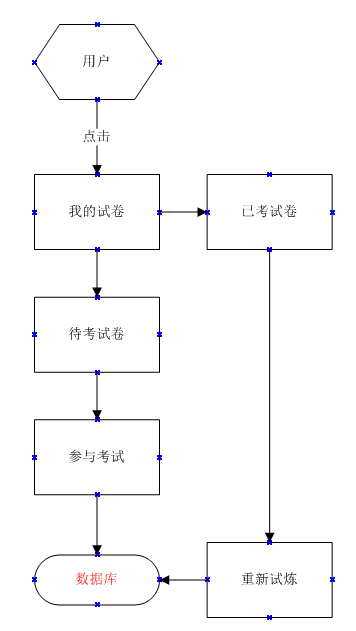 用户
点击
我的试卷
已考试卷
待考试卷
参与考试
数据库
重新试炼